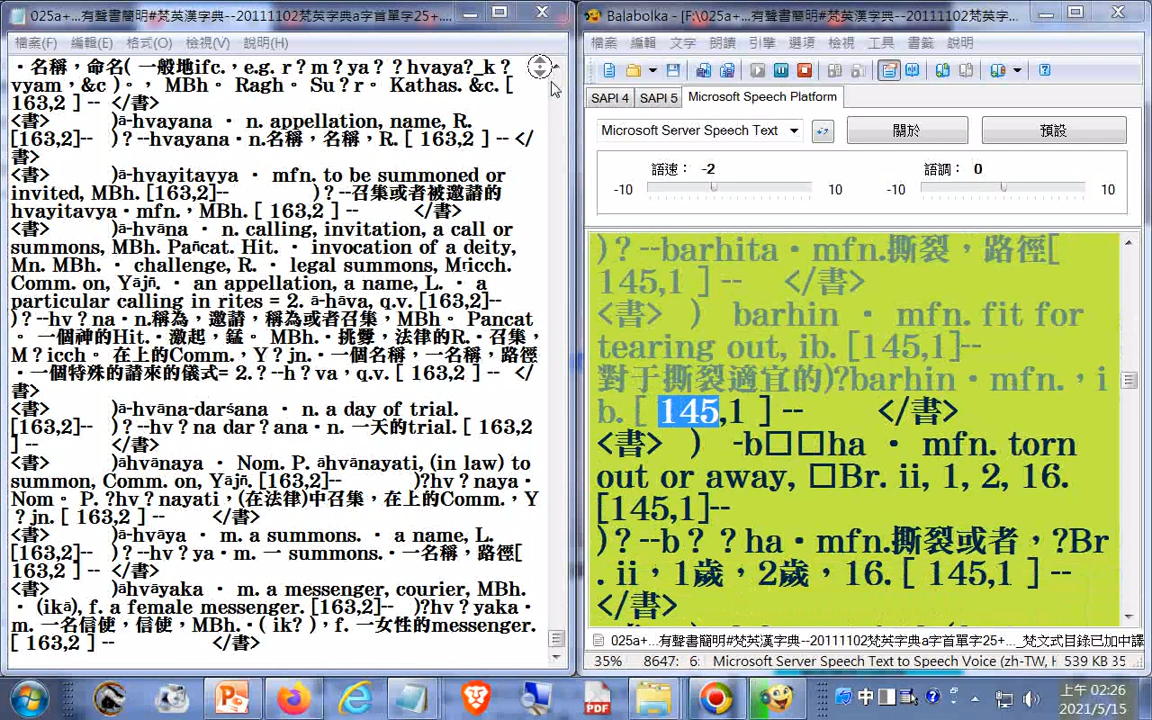 025a+...有聲書簡明#梵英漢字典--20111102梵英字典a字首單字25+...
檔案(F) 編輯(E) 格式(O) 檢視(V) 說明(H)
・名稱，命名( 一般地ifc.，e.g. r？m？ya？？hvaya?_k？
vyam，&c )。， MBh。Ragh。Su？r。Kathas. &c. [
163,2 ] -- </書>
<書> )ā-hvayana ・ n. appellation, name, R.
[163,2]-- )？--hvayana・n.名稱，名稱，R. [ 163,2 ] -- </
書>
<書> )ā-hvayitavya ・ mfn. to be summoned or
invited, MBh. [163,2]-- )？--召集或者被邀請的
hvayitavya・mfn.，MBh. [ 163,2 ] -- </書>
<書> )ā-hvāna ・ n. calling, invitation, a call or
summons, MBh. Pañcat. Hit. ・ invocation of a deity,
Mn. MBh. ・ challenge, R. ・ legal summons, Mṛicch.
Comm. on, Yājñ. ・ an appellation, a name, L. ・ a
particular calling in rites = 2. ā-hāva, q.v. [163,2]--
)？--hv？na・n.稱為，邀請，稱為或者召集，MBh。Pancat
。一個神的Hit.・激起，錳。 MBh.・挑釁，法律的R.・召集，
M？icch。 在上的Comm.，Y？jn.・一個名稱，一名稱，路徑
・一個特殊的請來的儀式= 2.？--h？va，q.v. [ 163,2 ] -- </
書>
<書> )ā-hvāna-darśana ・ n. a day of trial.
[163,2]-- )？--hv？na dar？ana・n. 一天的trial. [ 163,2
] -- </書>
<書> )āhvānaya ・ Nom. P. āhvānayati, (in law) to
summon, Comm. on, Yājñ. [163,2]-- )?hv？naya・
Nom。P. ?hv？nayati，(在法律)中召集，在上的Comm.，Y
？jn. [ 163,2 ] -- </書>
<書> )ā-hvāya ・ m. a summons. ・ a name, L.
[163,2]-- )？--hv？ya・m. 一 summons.・一名稱，路徑[
163,2 ] -- </書>
<書> )āhvāyaka ・ m. a messenger, courier, MBh.
・ (ikā), f. a female messenger. [163,2]-- )?hv？yaka・
m. 一名信使，信使，MBh.・( ik？)，f. 一女性的messenger.
[ 163,2 ] -- </書>
Balabolka - [F:\025a+...有聲書簡明#梵英漢字典--20111102梵英字...
檔案 編輯 文字 朗讀 引擎 選項 檢視 工具 書籤 說明
SAPI 4 SAPI 5 Microsoft Speech Platform
Microsoft Server Speech Text 關於 預設
語速： -2 語調： 0
-10 10 -10 10
)？--barhita・mfn.撕裂，路徑[
145,1 ] -- </書>
<書> ) barhin ・ mfn. fit for
tearing out, ib. [145,1]--
對于撕裂適宜的)?barhin・mfn.，i
b. [ 145,1 ] -- </書>
<書> ) -b□□ha ・ mfn. torn
out or away, □Br. ii, 1, 2, 16.
[145,1]--
)？--b？？ha・mfn.撕裂或者，?Br
. ii，1歲，2歲，16. [ 145,1 ] --
</書>
025a+...有聲書簡明#梵英漢字典--20111102梵英字典a字首單字25+..._梵文式目錄已加中譯
35% 8647: 6: Microsoft Server Speech Text to Speech Voice (zh-TW, H 539 KB 35
中
PDF
上午 02:26
2021/5/15